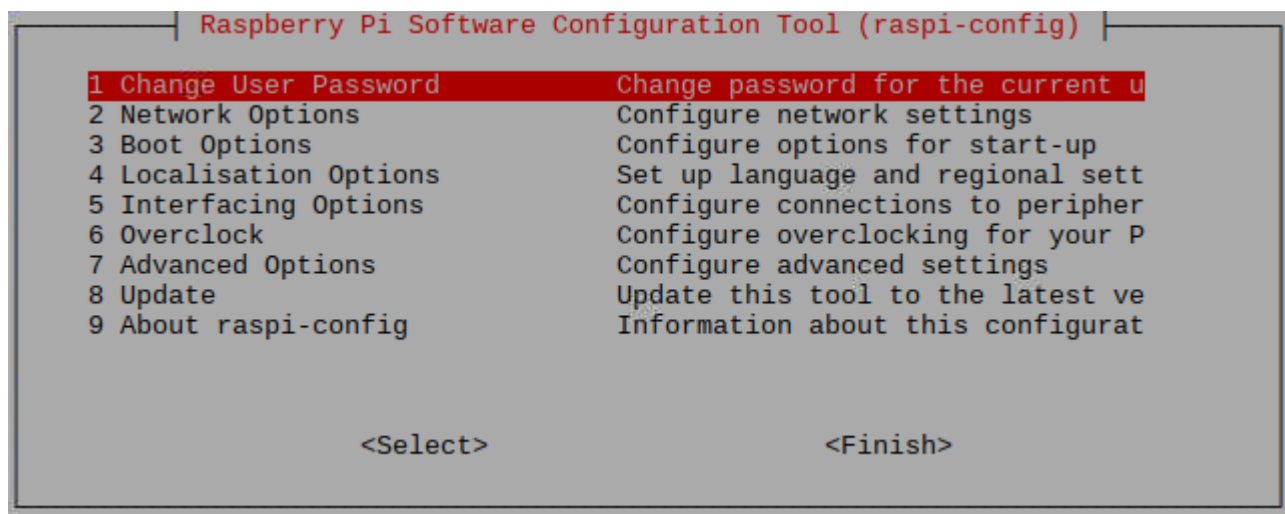 Raspberry Pi Software Configuration Tool (raspi-config)
1 Change User Password Change password for the current u
2 Network Options Configure network settings
3 Boot Options Configure options for start-up
4 Localisation Options Set up language and regional sett
5 Interfacing Options Configure connections to peripher
6 Overclock Configure overclocking for your P
7 Advanced Options Configure advanced settings
8 Update Update this tool to the latest ve
9 About raspi-config Information about this configurat
<Select> <Finish>